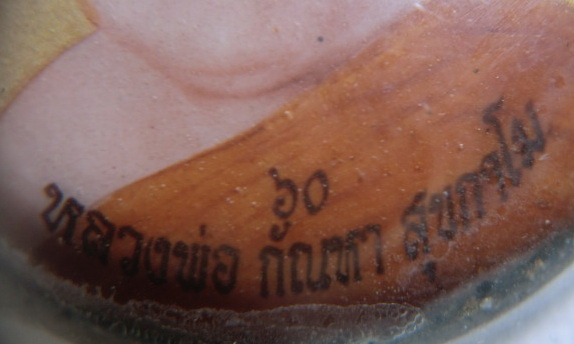 ๖๐
หลวงพ่อ กัณหา สุขกาโม